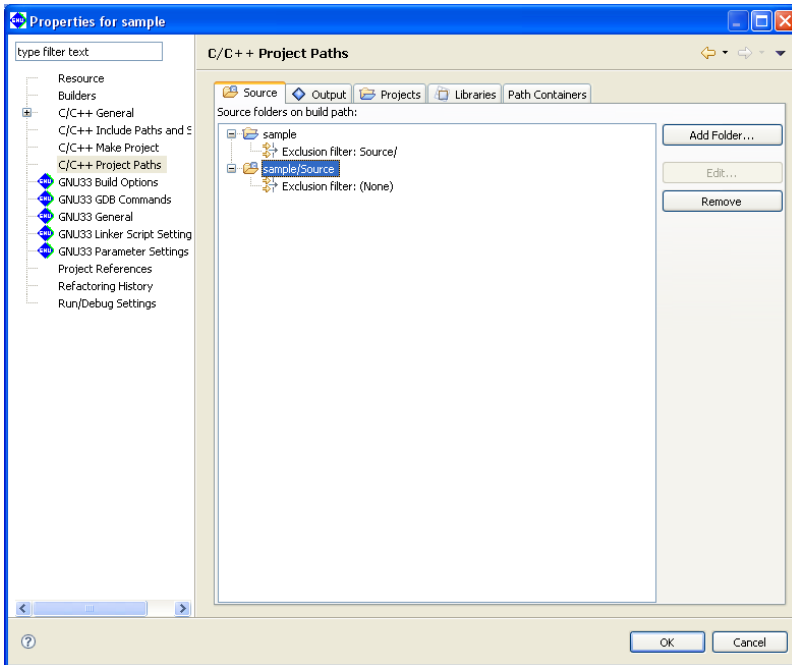 Properties for sample
type filter text
C/C++ Project Paths
Resource
Builders
C/C++ General
C/C++ Include Paths and S
C/C++ Make Project
C/C++ Project Paths
GNU33 Build Options
GNU33 GDB Commands
GNU33 General
GNU33 Linker Script Setting
GNU33 Parameter Settings
Project References
Refactoring History
Run/Debug Settings
Source
Output
Projects
Libraries
Path Containers
Source folders on build path:
sample
Exclusion filter: Source/
sample/Source
Exclusion filter: (None)
Add Folder...
Edit...
Remove
OK
Cancel